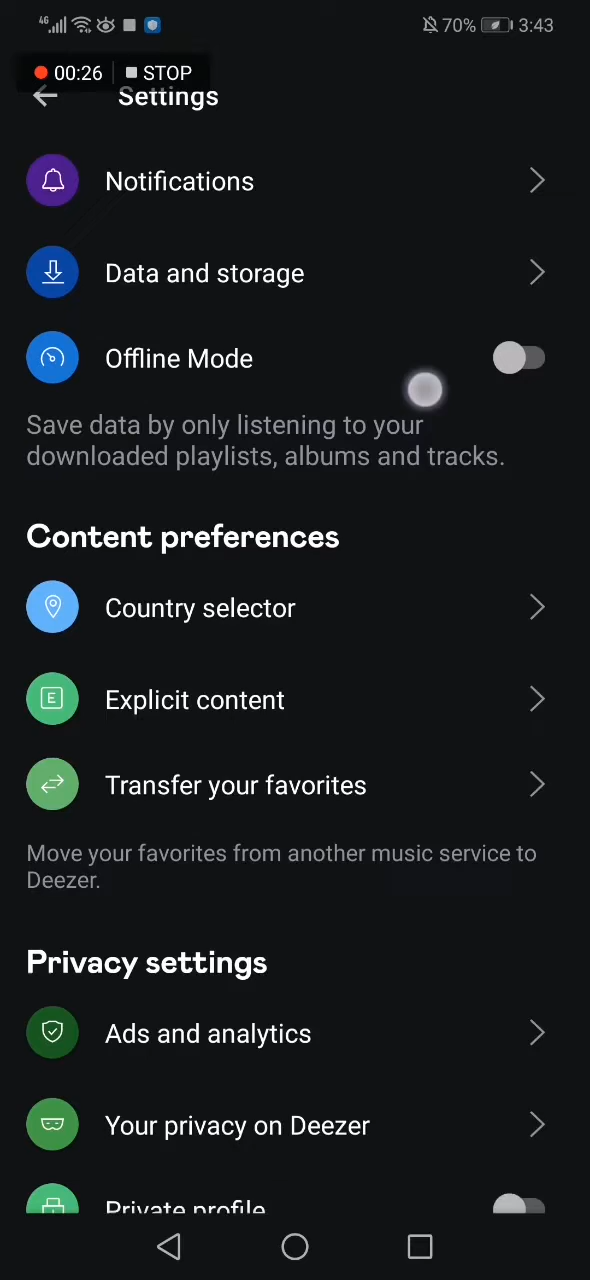 4G 70% 3:43
00:26 STOP
Settings
Notifications
Data and storage
Offline Mode
Save data by only listening to your
downloaded playlists, albums and tracks.
Content preferences
Country selector
E Explicit content
Transfer your favorites
Move your favorites from another music service to
Deezer.
Privacy settings
Ads and analytics
Your privacy on Deezer
Private profile